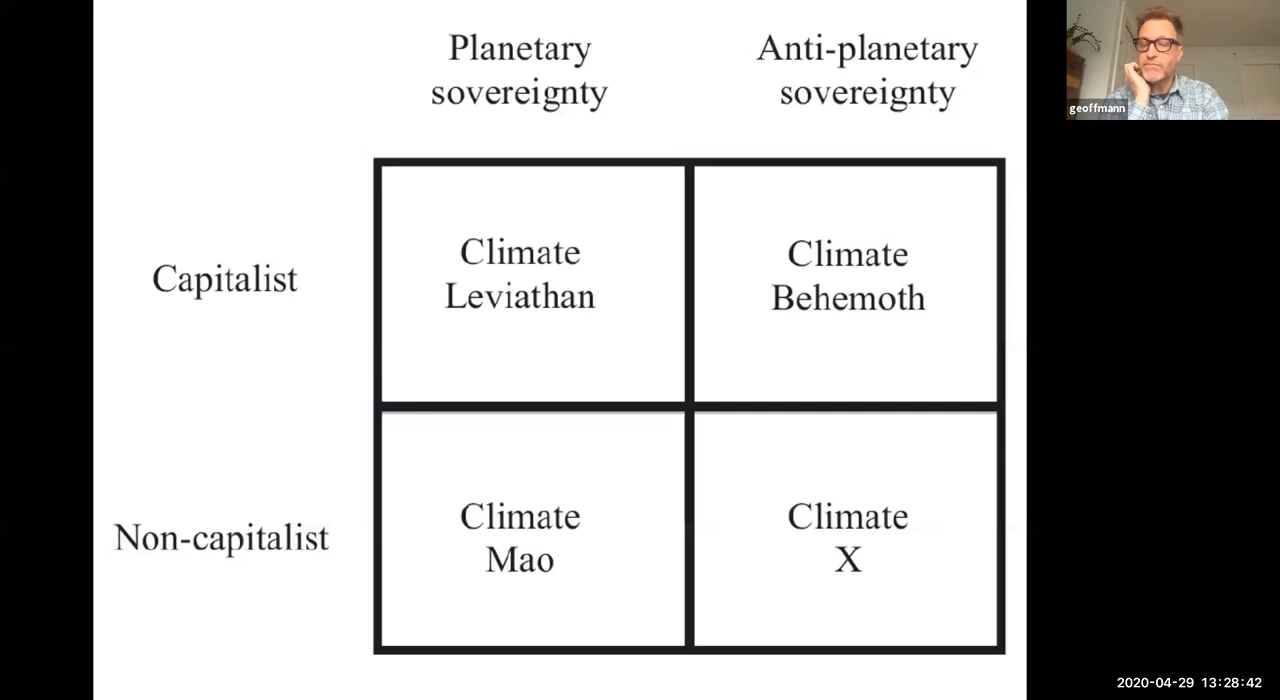 Planetary
sovereignty
Anti-planetary
sovereignty
Capitalist
Climate
Leviathan
Climate
Behemoth
Non-capitalist
Climate
Mao
Climate
X
geoffmann
2020-04-29 13:28:42